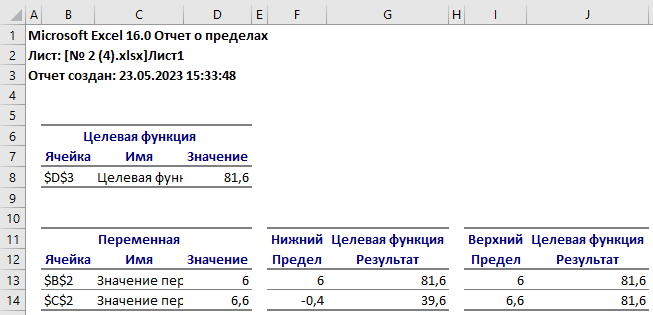 A B C D E F G H I J
1 Microsoft Excel 16.0 Отчет о пределах
2 Лист: [№ 2 (4).xlsx]Лист1
3 Отчет создан: 23.05.2023 15:33:48
4
5
6 Целевая функция
7 Ячейка Имя Значение
8 $D$3 Целевая фун 81,6
9
10
11 Переменная Нижний Целевая функция Верхний Целевая функция
12 Ячейка Имя Значение Предел Результат Предел Результат
13 $B$2 Значение пер 6 6 81,6 6 81,6
14 $C$2 Значение пер 6,6 -0,4 39,6 6,6 81,6